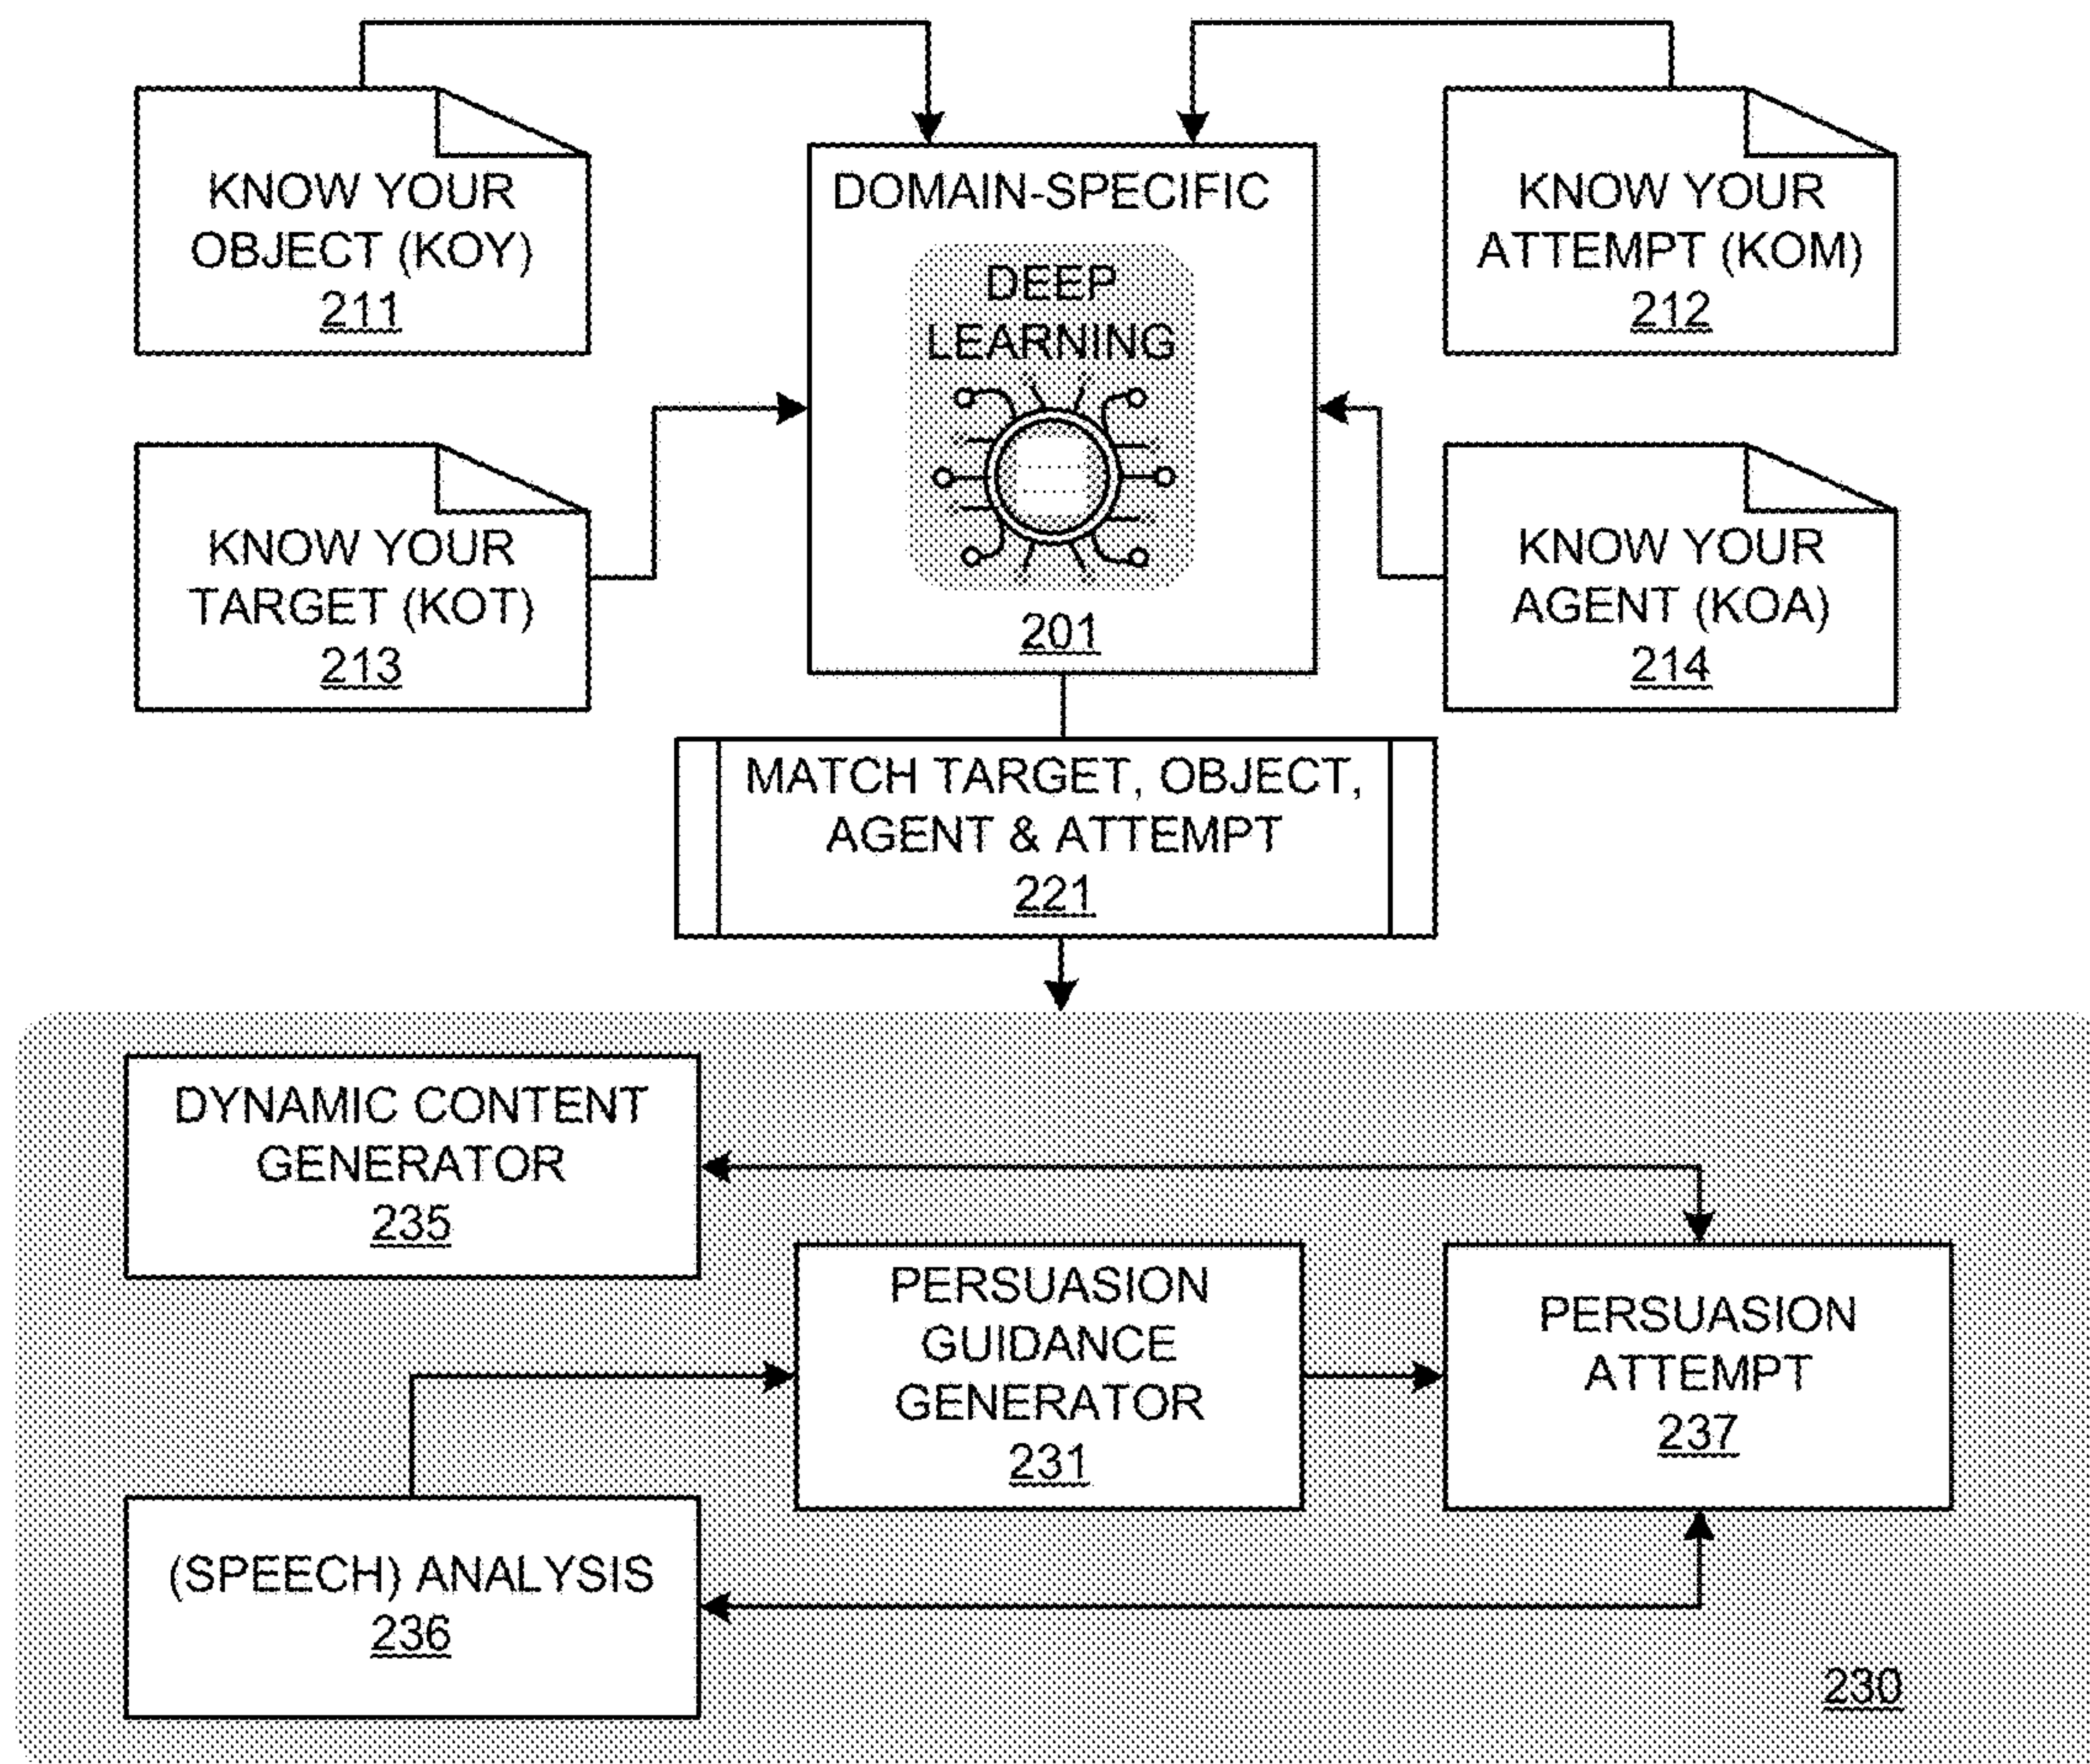 KNOW YOUR
OBJECT (KOY)
211
DOMAIN-SPECIFIC
DEEP
LEARNING
201
KNOW YOUR
ATTEMPT (KOM)
212
KNOW YOUR
TARGET (KOT)
213
KNOW YOUR
AGENT (KOA)
214
MATCH TARGET, OBJECT,
AGENT & ATTEMPT
221
DYNAMIC CONTENT
GENERATOR
235
PERSUASION
GUIDANCE
GENERATOR
231
PERSUASION
ATTEMPT
237
(SPEECH) ANALYSIS
236
230